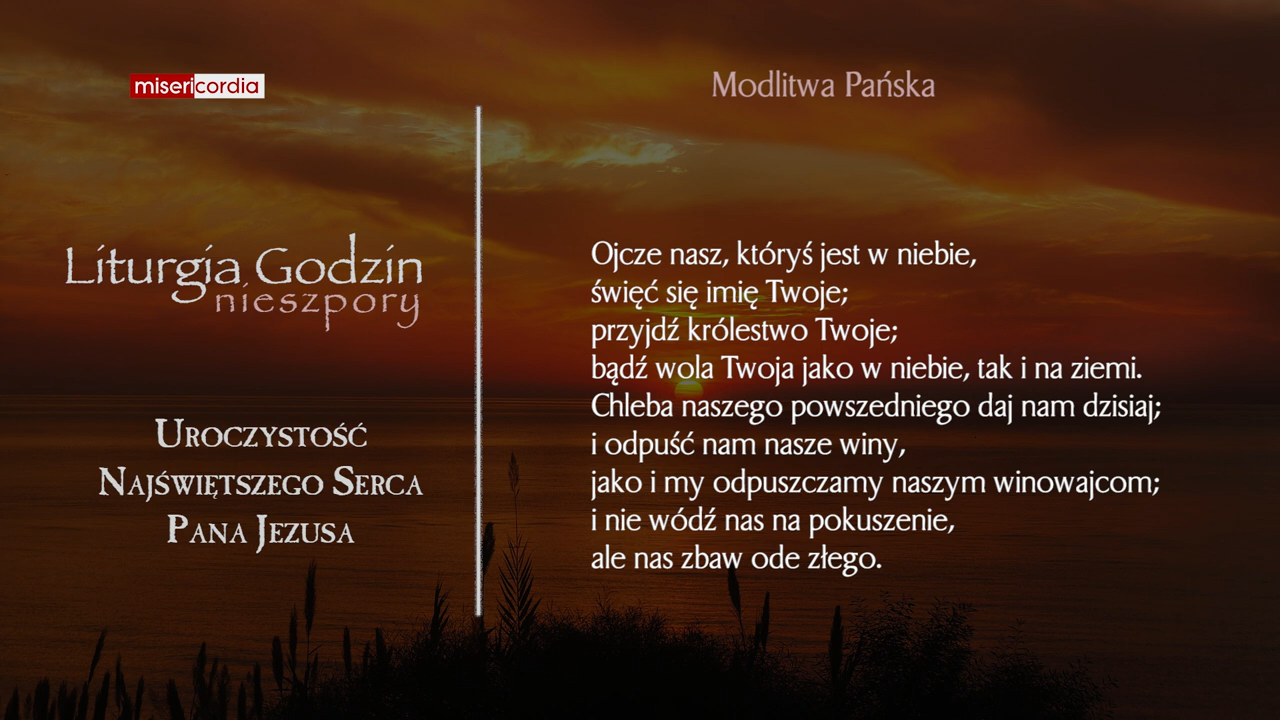 misericordia
Liturgia Godzin
nieszpory
Uroczystość
Najświętszego Serca
Pana Jezusa
Modlitwa Pańska
Ojcze nasz, któryś jest w niebie,
święć się imię Twoje;
przyjdź królestwo Twoje;
bądź wola Twoja jako w niebie, tak i na ziemi.
Chleba naszego powszedniego daj nam dzisiaj;
i odpuść nam nasze winy,
jako i my odpuszczamy naszym winowajcom;
i nie wódź nas na pokuszenie,
ale nas zbaw ode złego.